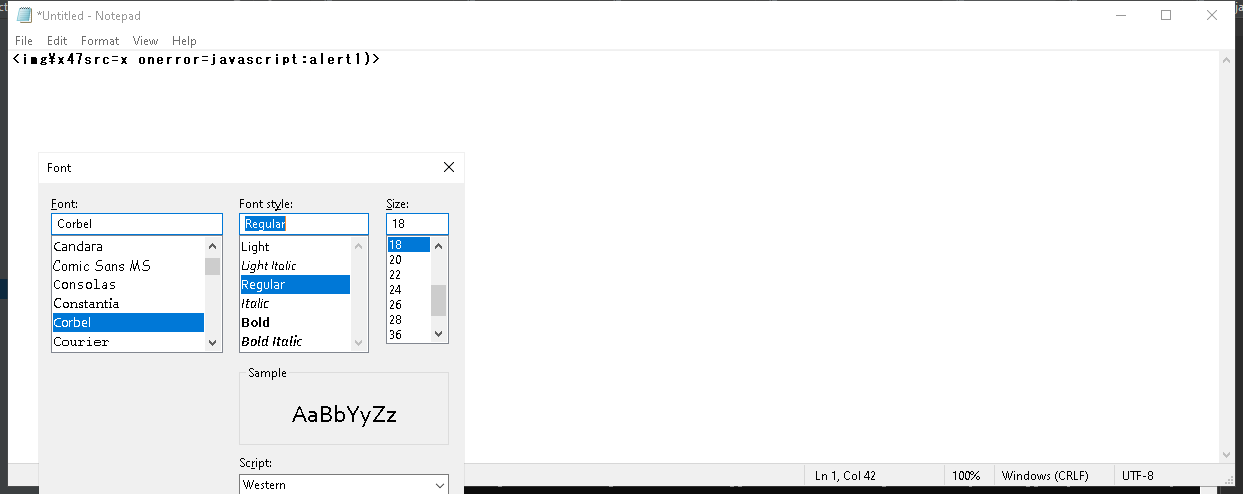 *Untitled - Notepad
File Edit Format View Help
<img¥x47src=x onerror=javascript:alert1)>
Font
Font: Font style: Size:
Corbel Regular 18
Candara Light 18
Comic Sans MS Light Italic 20
Consolas Regular 22
Constantia Italic 24
Corbel Bold 26
Courier Bold Italic 28
36
Sample
AaBbYyZz
Script:
Western
Ln 1, Col 42 100% Windows (CRLF) UTF-8